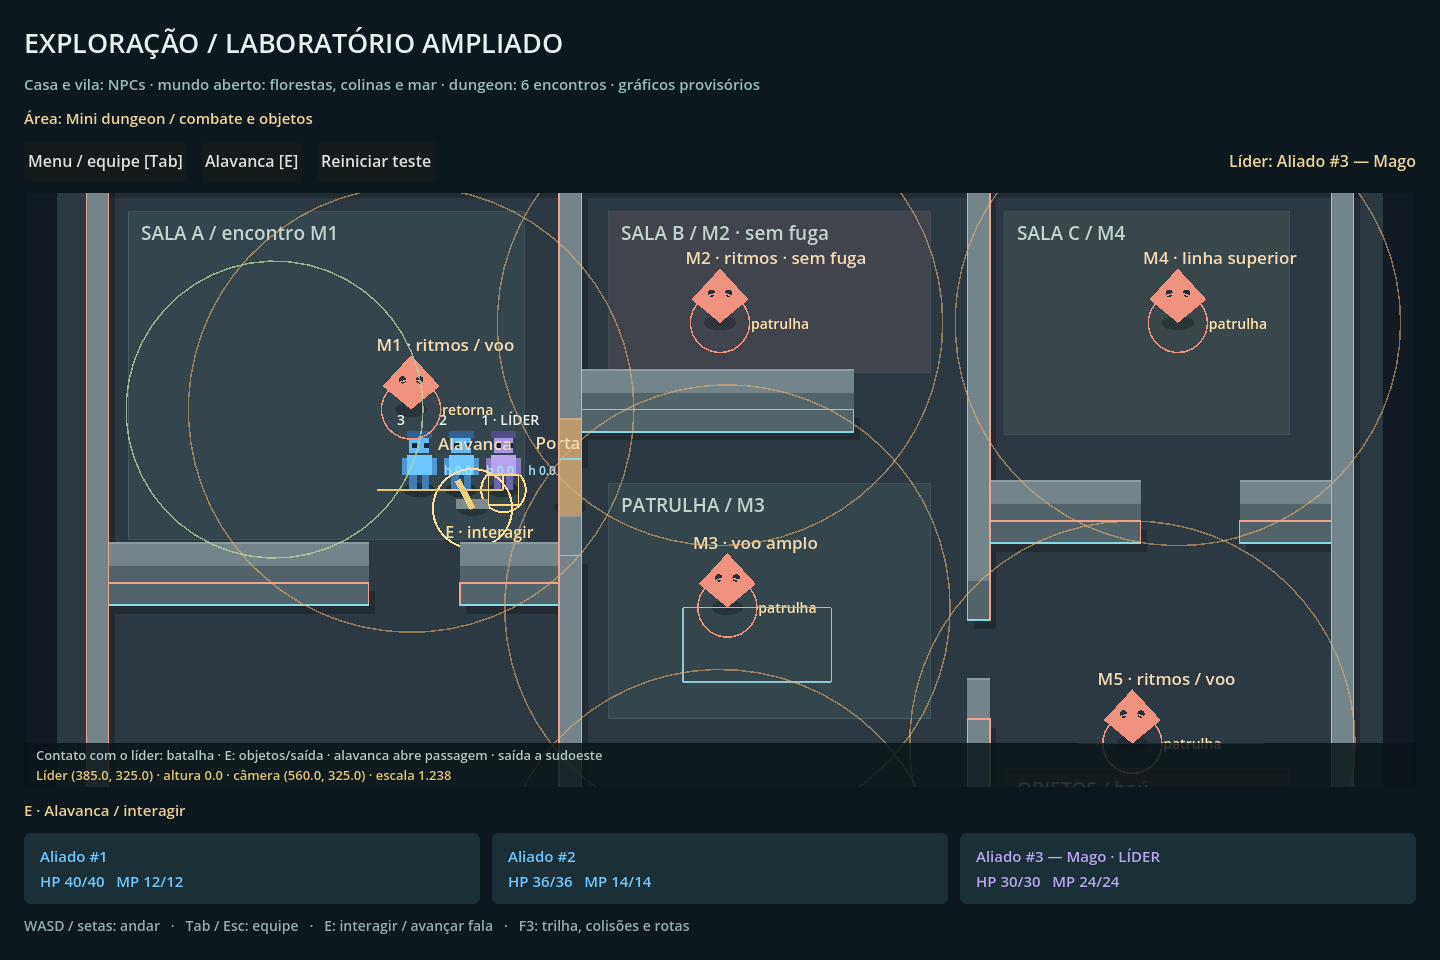 EXPLORAÇÃO / LABORATÓRIO AMPLIADO
Casa e vila: NPCs · mundo aberto: florestas, colinas e mar · dungeon: 6 encontros · gráficos provisórios
Área: Mini dungeon / combate e objetos
Menu / equipe [Tab]
Alavanca [E]
Reiniciar teste
Líder: Aliado #3 — Mago
SALA A / encontro M1
SALA B / M2 · sem fuga
SALA C / M4
M2 · ritmos · sem fuga
M4 · linha superior
patrulha
patrulha
M1 · ritmos / voo
retorna
3
2
1 · LÍDER
Alavanca
Porta
h 0.0
h 0.0
E · interagir
PATRULHA / M3
M3 · voo amplo
patrulha
M5 · ritmos / voo
patrulha
OBJETOS / baú
Contato com o líder: batalha · E: objetos/saída · alavanca abre passagem · saída a sudoeste
Líder (385.0, 325.0) · altura 0.0 · câmera (560.0, 325.0) · escala 1.238
E · Alavanca / interagir
Aliado #1
HP 40/40 MP 12/12
Aliado #2
HP 36/36 MP 14/14
Aliado #3 — Mago · LÍDER
HP 30/30 MP 24/24
WASD / setas: andar · Tab / Esc: equipe · E: interagir / avançar fala · F3: trilha, colisões e rotas